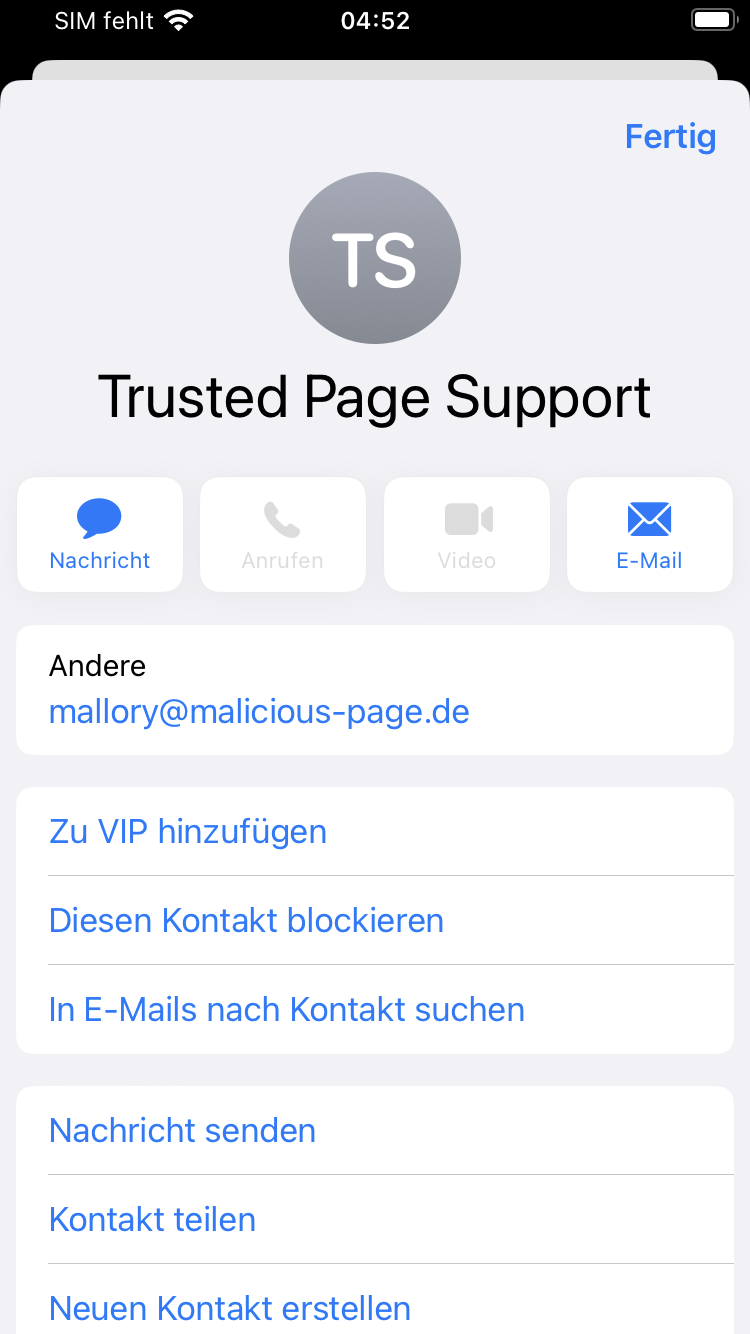 SIM fehlt 04:52
Fertig
TS
Trusted Page Support
Nachricht Anrufen Video E-Mail
Andere
mallory@malicious-page.de
Zu VIP hinzufügen
Diesen Kontakt blockieren
In E-Mails nach Kontakt suchen
Nachricht senden
Kontakt teilen
Neuen Kontakt erstellen